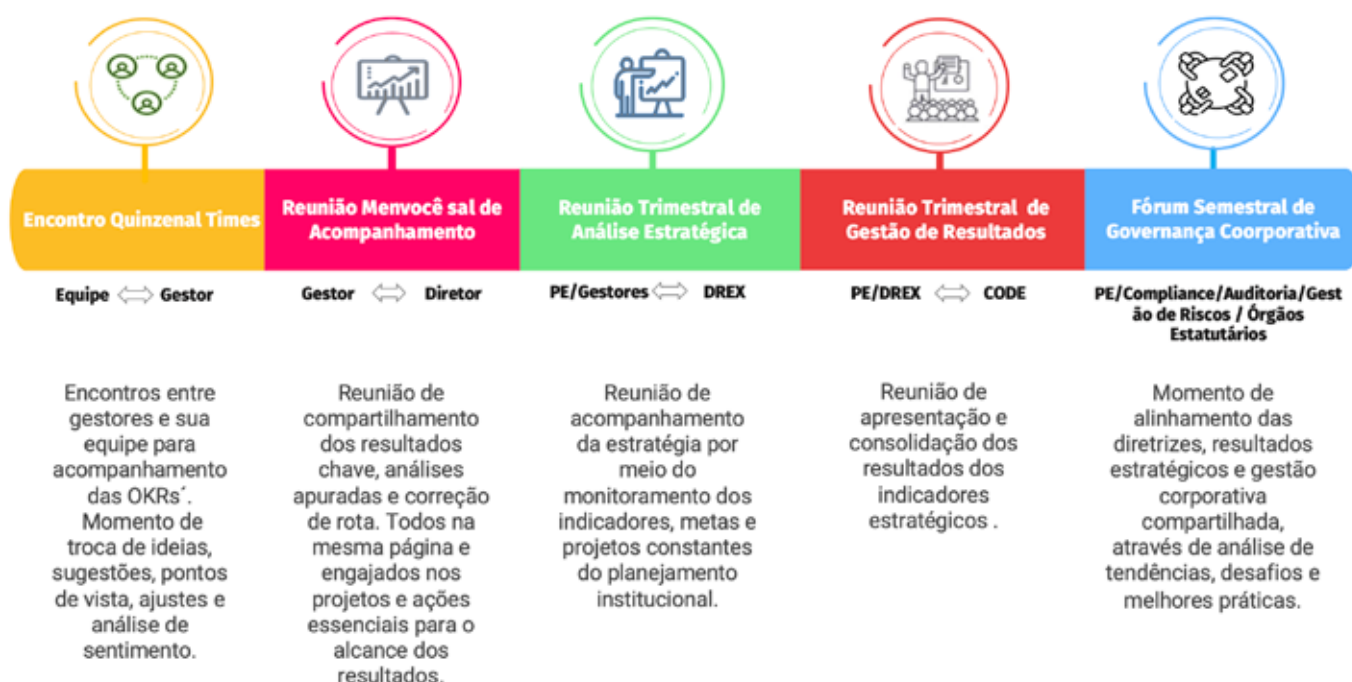 Encontro Quinzenal Times
Reunião Menvocê sal de
Acompanhamento
Reunião Trimestral de
Análise Estratégica
Reunião Trimestral de
Gestão de Resultados
Fórum Semestral de
Governança Coorporativa
Equipe ⇔ Gestor
Gestor ⇔ Diretor
PE/Gestores ⇔ DREX
PE/DREX ⇔ CODE
PE/Compliance/Auditoria/Gest
ão de Riscos / Órgãos
Estatutários
Encontros entre
gestores e sua
equipe para
acompanhamento
das OKRs´.
Momento de
troca de ideias,
sugestões, pontos
de vista, ajustes e
análise de
sentimento.
Reunião de
compartilhamento
dos resultados
chave, análises
apuradas e correção
de rota. Todos na
mesma página e
engajados nos
projetos e ações
essenciais para o
alcance dos
resultados.
Reunião de
acompanhamento
da estratégia por
meio do
monitoramento dos
indicadores, metas e
projetos constantes
do planejamento
institucional.
Reunião de
apresentação e
consolidação dos
resultados dos
indicadores
estratégicos .
Momento de
alinhamento das
diretrizes, resultados
estratégicos e gestão
corporativa
compartilhada,
através de análise de
tendências, desafios e
melhores práticas.